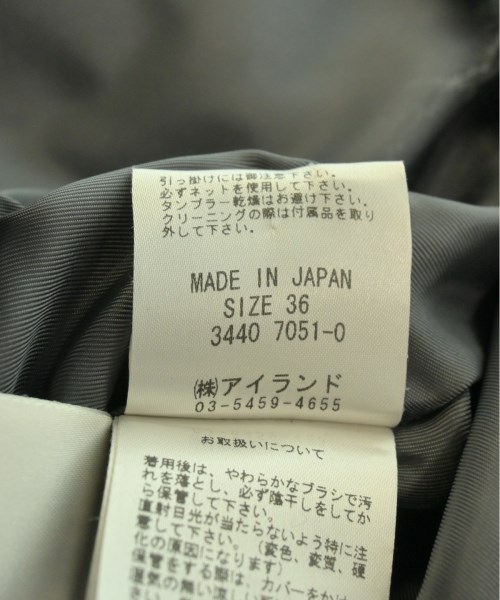 引っ掛けには御注意下さい。
必ずネットを使用して下さい。
タンブラー乾燥はお避け下さい。
クリーニングの際は付属品を取り
外して下さい。
MADE IN JAPAN
SIZE 36
3440 7051-0
㈱アイランド
03-5459-4655
お取扱いについて
着用後は、やわらかなブラシで汚
れを落とし、必ず陰干しをしてか
ら保管して下さい。
直射日光が当たらないよう特に注
意して下さい。（変色、変質、硬
化の原因になります）
保管をする際は、カバーをかけ
湿気の無い涼しい